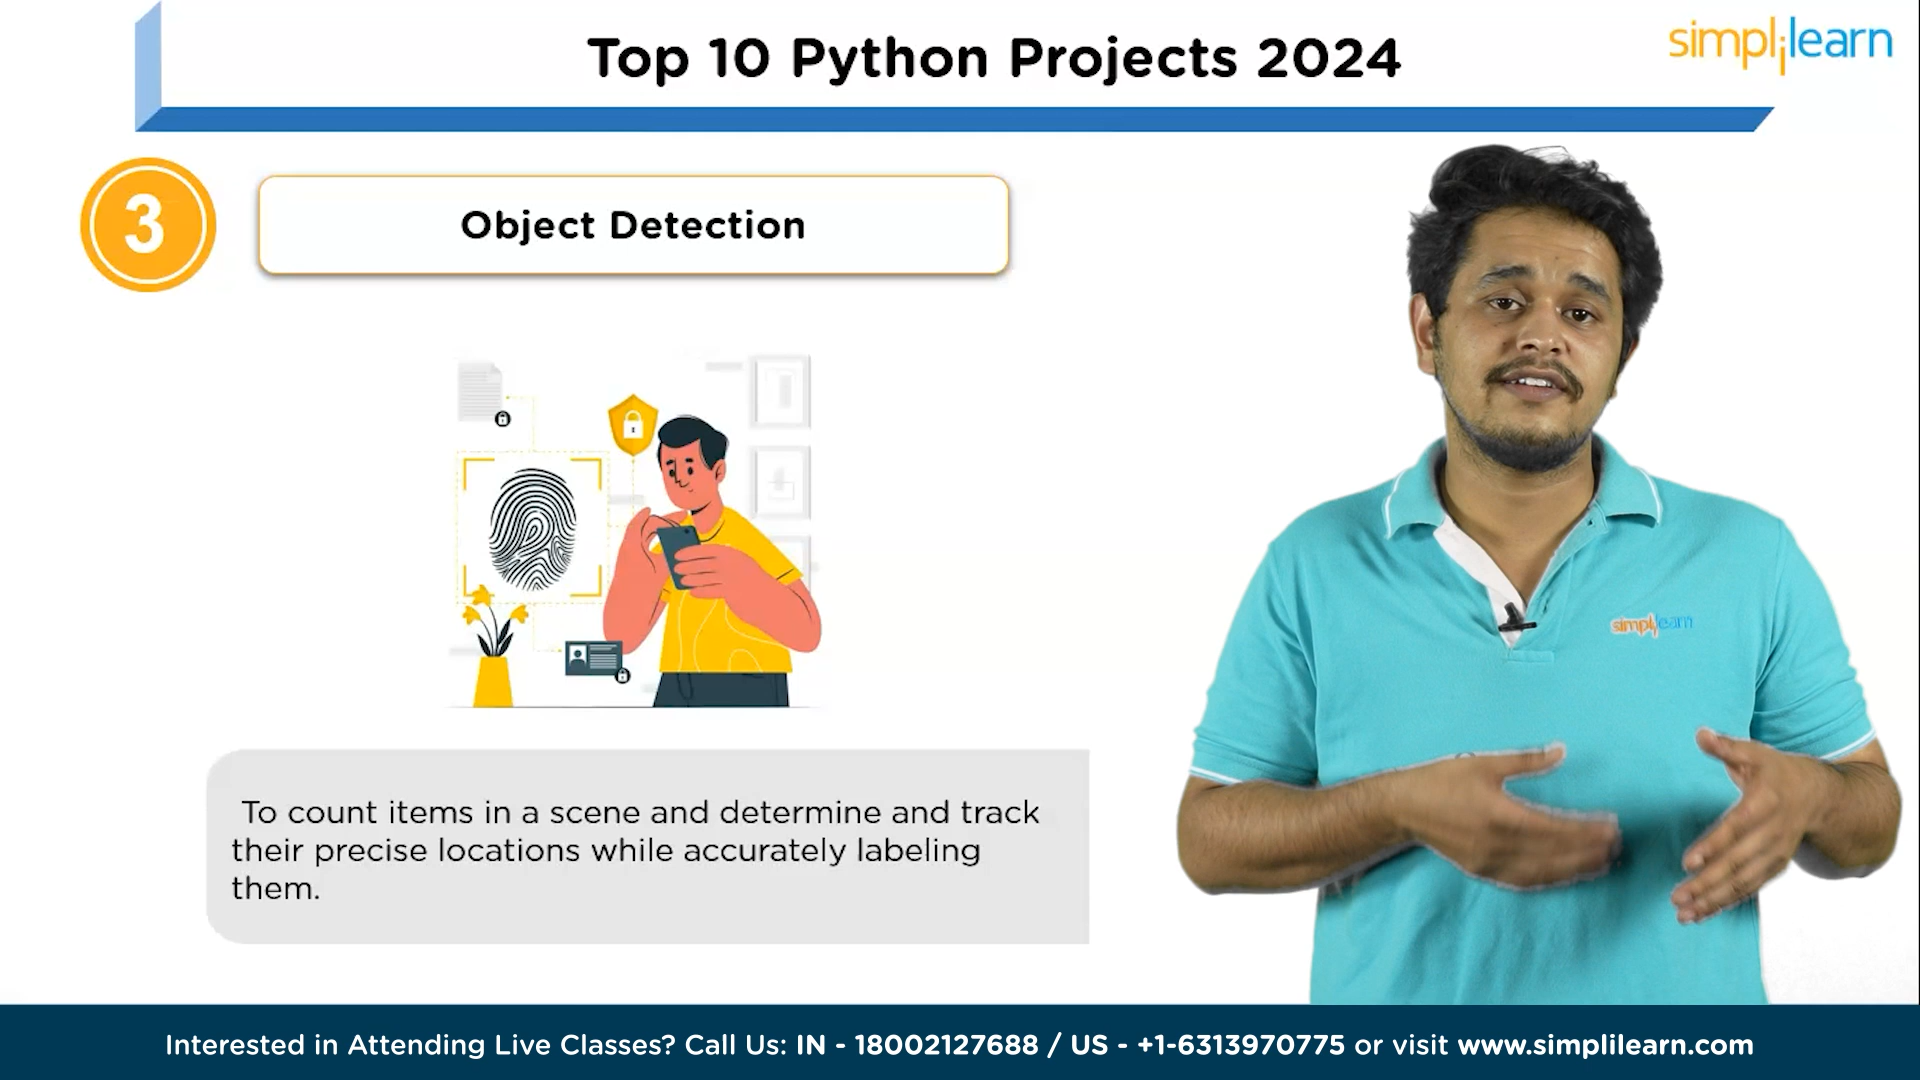 Top 10 Python Projects 2024
simplilearn
3
Object Detection
simplilearn
To count items in a scene and determine and track
their precise locations while accurately labeling
them.
Interested in Attending Live Classes? Call Us: IN - 18002127688 / US - +1-6313970775 or visit www.simplilearn.com